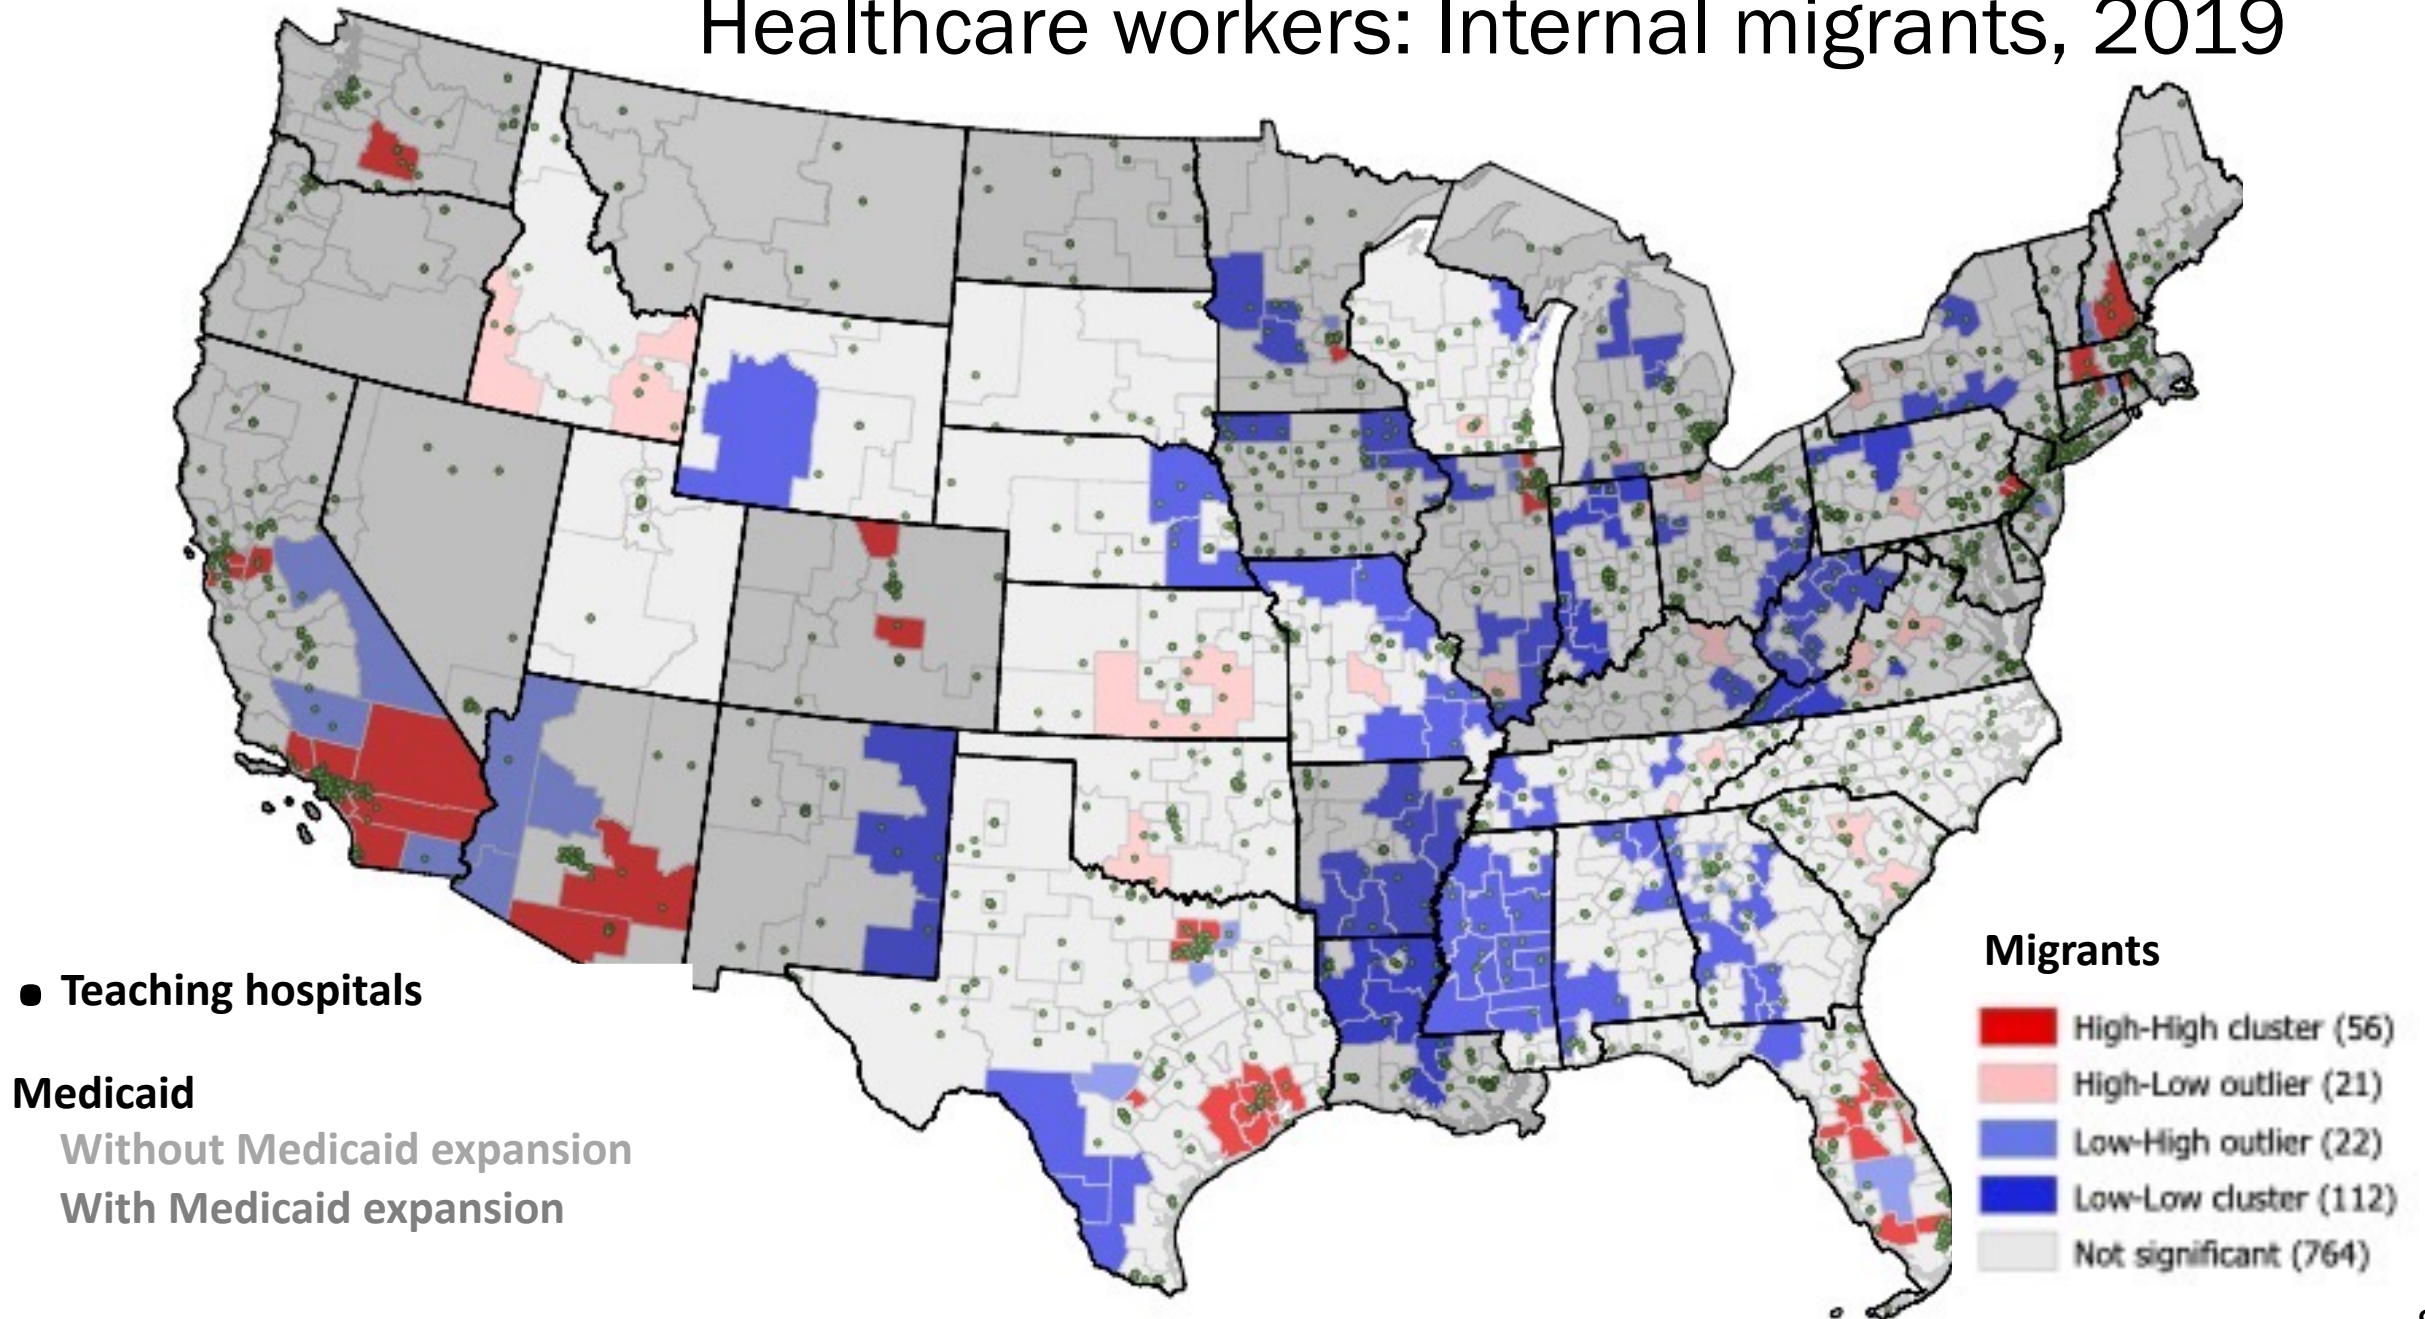 Healthcare workers: Internal migrants, 2019
Teaching hospitals
Medicaid
Without Medicaid expansion
With Medicaid expansion
Migrants
High-High cluster (56)
High-Low outlier (21)
Low-High outlier (22)
Low-Low cluster (112)
Not significant (764)